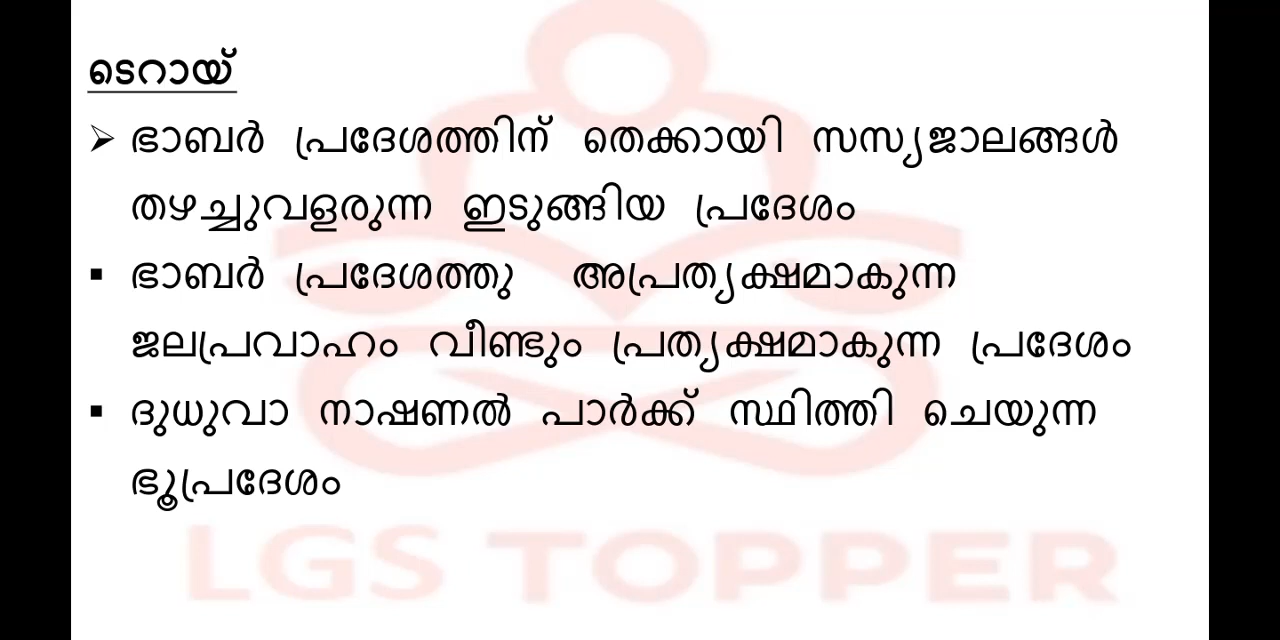 ടെറായ്
➢ ഭാബർ പ്രദേശത്തിന് തെക്കായി സസ്യജാലങ്ങൾ
തഴച്ചുവളരുന്ന ഇടുങ്ങിയ പ്രദേശം
▪ ഭാബർ പ്രദേശത്തു അപ്രത്യക്ഷമാകുന്ന
ജലപ്രവാഹം വീണ്ടും പ്രത്യക്ഷമാകുന്ന പ്രദേശം
▪ ദുധുവാ നാഷണൽ പാർക്ക് സ്ഥിത്തി ചെയുന്ന
ഭൂപ്രദേശം
LGS TOPPER